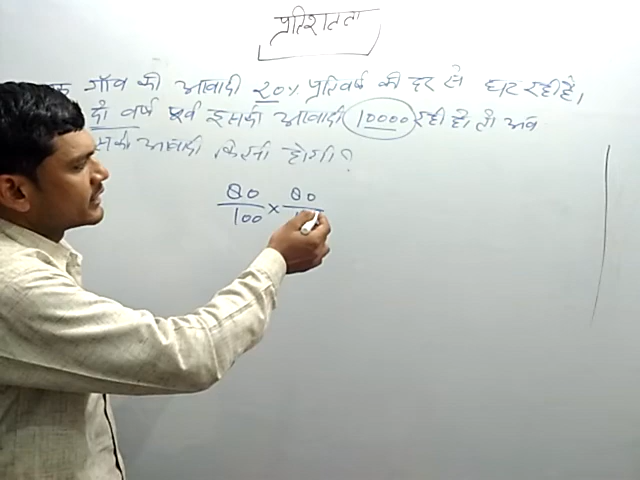 प्रतिशतता
गाँव की आबादी 20% प्रतिवर्ष की दर से घट रही है।
दो वर्ष पूर्व इसकी आबादी 10000 रही हो तो अब
आबादी कितनी होगी?
80 × 80
100